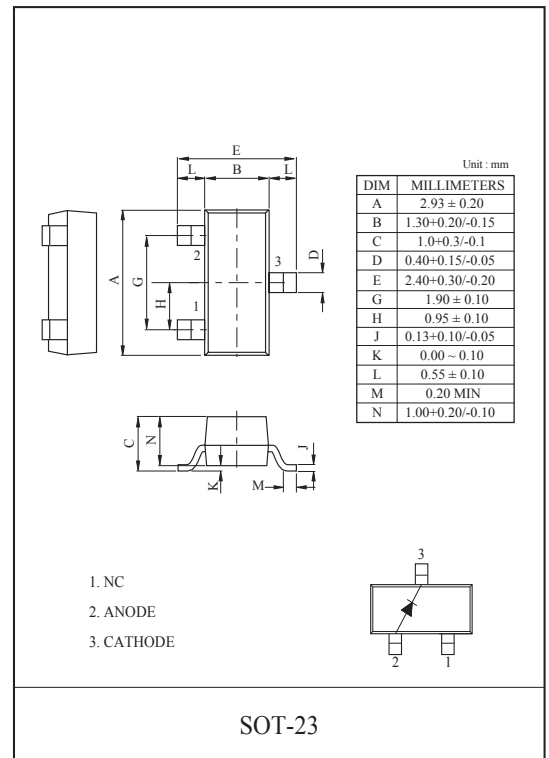 E
L B L
A
G
H
2
1
3
D
C
N
K
M
J
Unit : mm
DIM MILLIMETERS
A 2.93 ± 0.20
B 1.30+0.20/-0.15
C 1.0+0.3/-0.1
D 0.40+0.15/-0.05
E 2.40+0.30/-0.20
G 1.90 ± 0.10
H 0.95 ± 0.10
J 0.13+0.10/-0.05
K 0.00 ~ 0.10
L 0.55 ± 0.10
M 0.20 MIN
N 1.00+0.20/-0.10
1. NC
2. ANODE
3. CATHODE
3
2 1
SOT-23